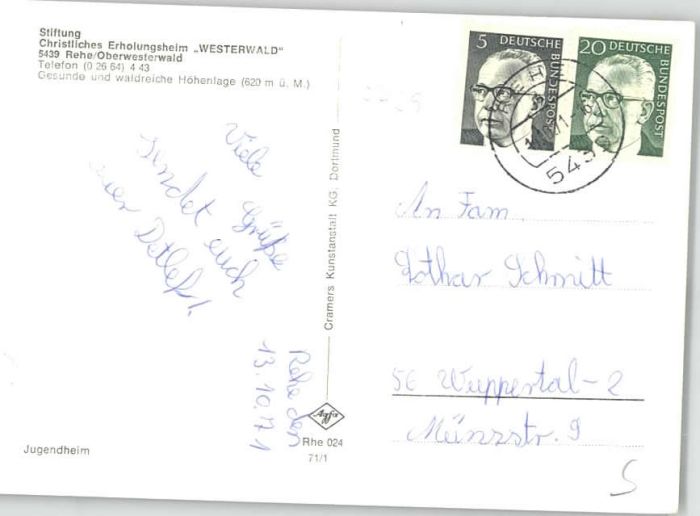 Stiftung
Christliches Erholungsheim „WESTERWALD"
5439 Rehe/Oberwesterwald
Telefon (0 26 64) 4 43
Gesunde und waldreiche Höhenlage (620 m ü. M.)
Viele Grüße
sendet euch
euer Detlef
Rehe den
13.10.71
Jugendheim
Cramers Kunstanstalt KG, Dortmund
Agfa
Rhe 024
71/1
5 DEUTSCHE BUNDESPOST
20 DEUTSCHE BUNDESPOST
REHE
543
An Fam.
Lothar Schmitt
56 Wuppertal-2
Münzstr. 9
S